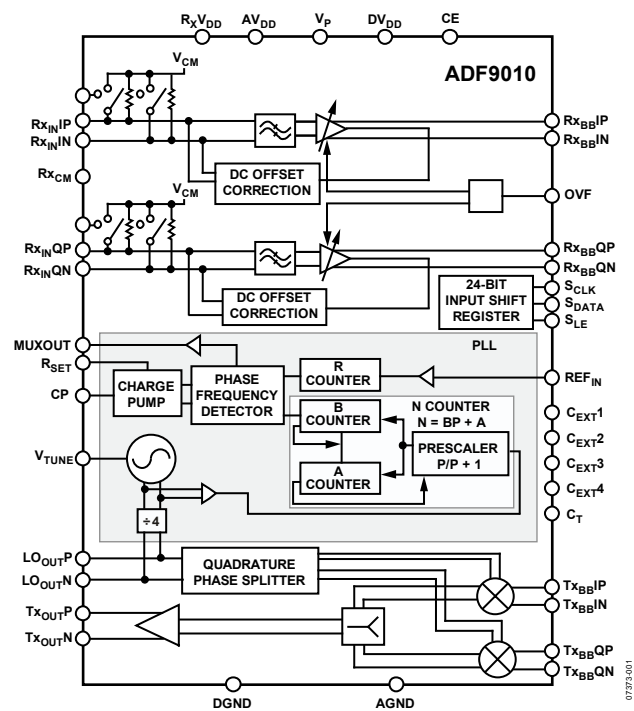 RXVDD AVDD VP DVDD CE
ADF9010
VCM
RxINIP
RxININ
RxCM
DC OFFSET
CORRECTION
RxBBIP
RxBBIN
OVF
VCM
RxINQP
RxINQN
DC OFFSET
CORRECTION
RxBBQP
RxBBQN
24-BIT
INPUT SHIFT
REGISTER
SCLK
SDATA
SLE
MUXOUT
RSET
CP
VTUNE
PLL
CHARGE
PUMP
PHASE
FREQUENCY
DETECTOR
R
COUNTER
REFIN
B
COUNTER
A
COUNTER
N COUNTER
N = BP + A
PRESCALER
P/P + 1
÷4
CEXT1
CEXT2
CEXT3
CEXT4
CT
LOOUTP
LOOUTN
TxOUTP
TxOUTN
QUADRATURE
PHASE SPLITTER
TxBBIP
TxBBIN
TxBBQP
TxBBQN
DGND AGND
07373-001